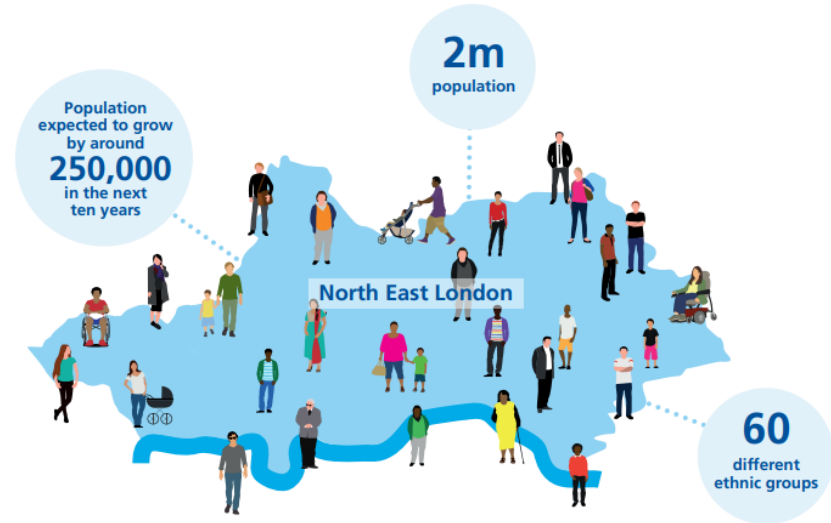 2m
population
Population
expected to grow
by around
250,000
in the next
ten years
North East London
60
different
ethnic groups